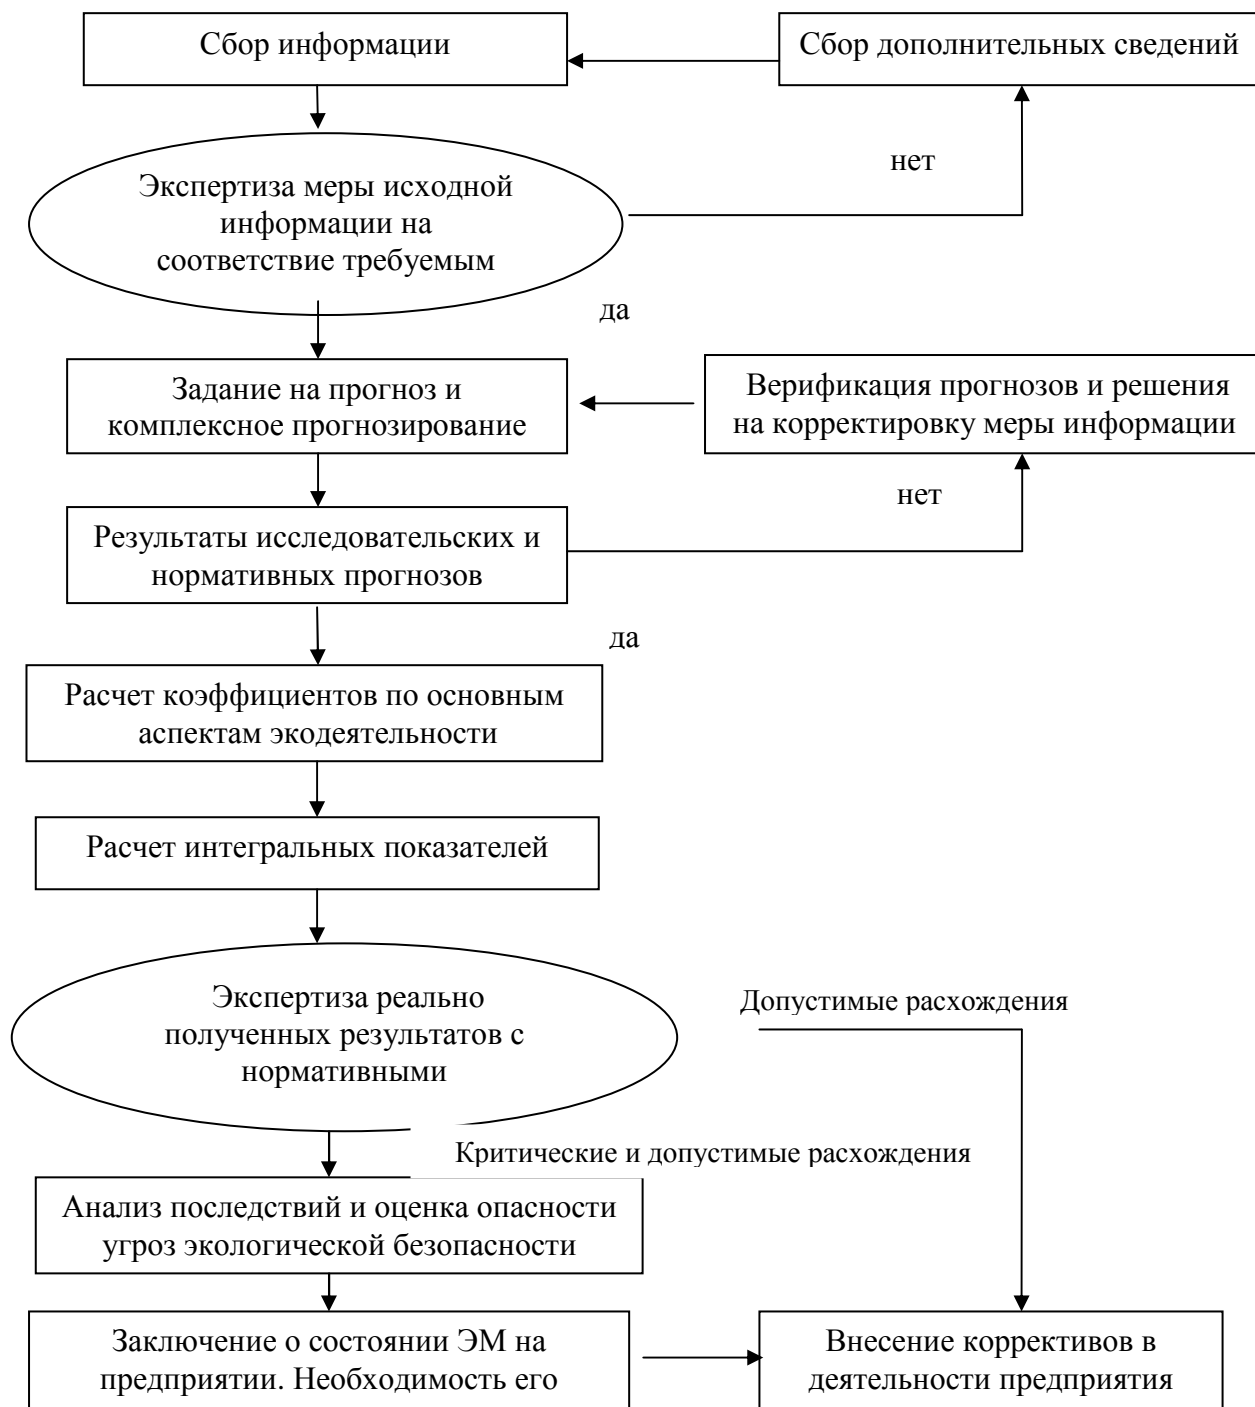 Сбор информации
Сбор дополнительных сведений
нет
Экспертиза меры исходной
информации на
соответствие требуемым
да
Задание на прогноз и
комплексное прогнозирование
Верификация прогнозов и решения
на корректировку меры информации
нет
Результаты исследовательских и
нормативных прогнозов
да
Расчет коэффициентов по основным
аспектам экодеятельности
Расчет интегральных показателей
Экспертиза реально
полученных результатов с
нормативными
Допустимые расхождения
Критические и допустимые расхождения
Анализ последствий и оценка опасности
угроз экологической безопасности
Заключение о состоянии ЭМ на
предприятии. Необходимость его
Внесение коррективов в
деятельности предприятия